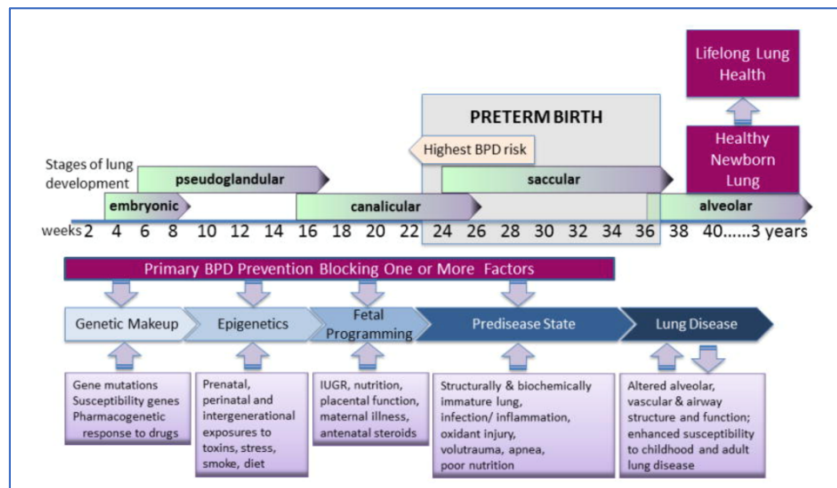 Lifelong Lung
Health
PRETERM BIRTH
Highest BPD risk
Healthy
Newborn
Lung
Stages of lung
development
pseudoglandular
saccular
embryonic
canalicular
alveolar
weeks 2 4 6 8 10 12 14 16 18 20 22 24 26 28 30 32 34 36 38 40......3 years
Primary BPD Prevention Blocking One or More Factors
Genetic Makeup
Epigenetics
Fetal
Programming
Predisease State
Lung Disease
Gene mutations
Susceptibility genes
Pharmacogenetic
response to drugs
Prenatal,
perinatal and
intergenerational
exposures to
toxins, stress,
smoke, diet
IUGR, nutrition,
placental function,
maternal illness,
antenatal steroids
Structurally & biochemically
immature lung,
infection/ inflammation,
oxidant injury,
volutrauma, apnea,
poor nutrition
Altered alveolar,
vascular & airway
structure and function;
enhanced susceptibility
to childhood and adult
lung disease